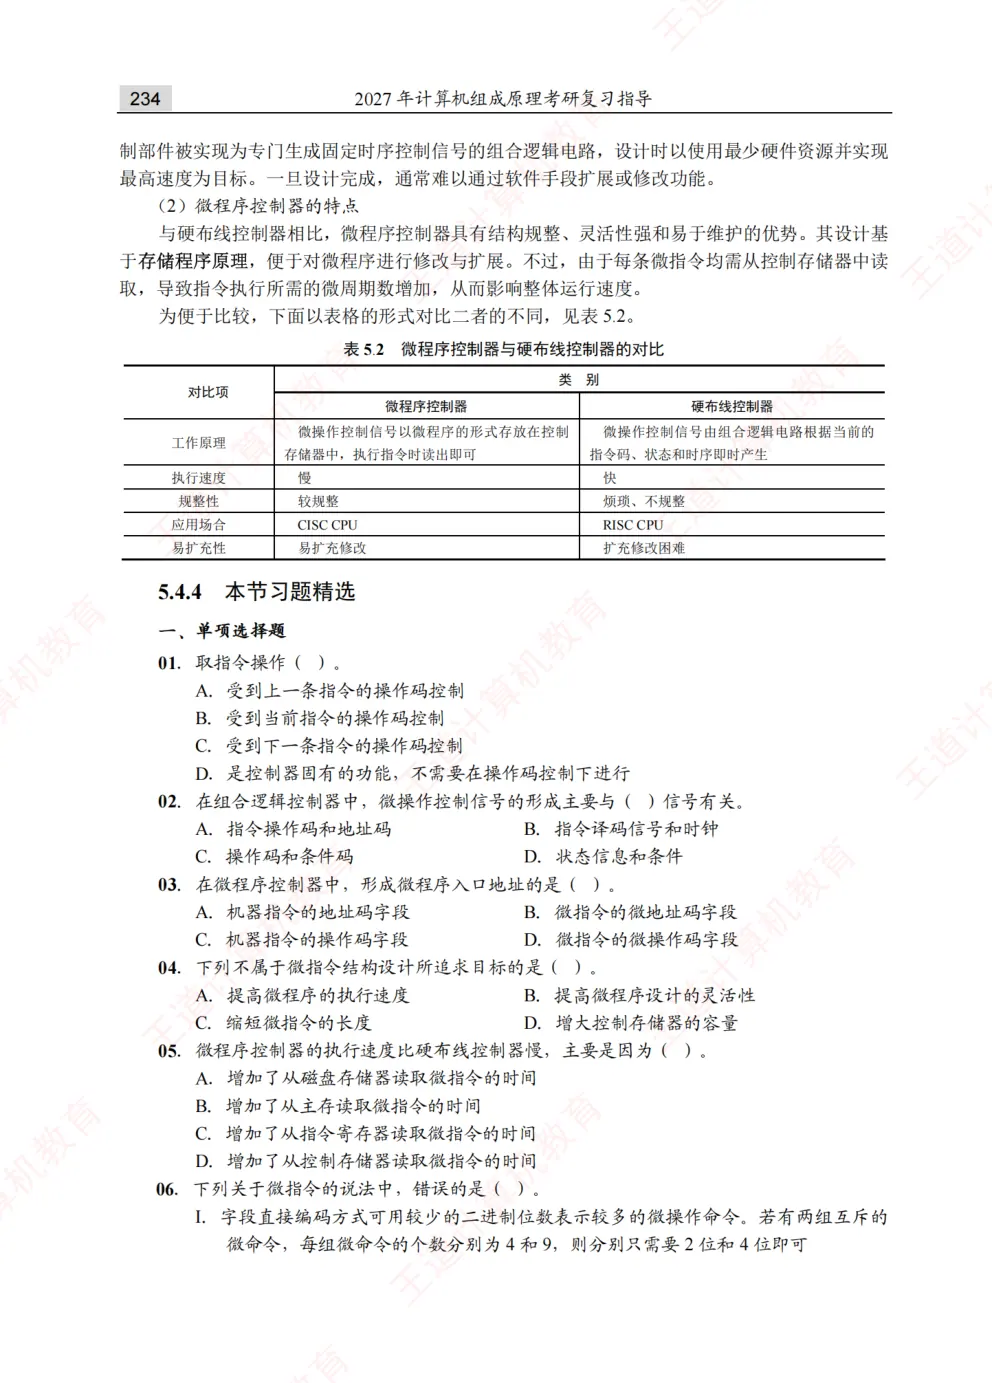 234
2027年计算机组成原理考研复习指导
制部件被实现为专门生成固定时序控制信号的组合逻辑电路，设计时以使用最少硬件资源并实现
最高速度为目标。一旦设计完成，通常难以通过软件手段扩展或修改功能。
（2）微程序控制器的特点
与硬布线控制器相比，微程序控制器具有结构规整、灵活性强和易于维护的优势。其设计基
于存储程序原理，便于对微程序进行修改与扩展。不过，由于每条微指令均需从控制存储器中读
取，导致指令执行所需的微周期数增加，从而影响整体运行速度。
为便于比较，下面以表格的形式对比二者的不同，见表 5.2。
表 5.2 微程序控制器与硬布线控制器的对比
对比项
类 别
微程序控制器
硬布线控制器
工作原理
微操作控制信号以微程序的形式存放在控制
存储器中，执行指令时读出即可
微操作控制信号由组合逻辑电路根据当前的
指令码、状态和时序即时产生
执行速度
慢
快
规整性
较规整
烦琐、不规整
应用场合
CISC CPU
RISC CPU
易扩充性
易扩充修改
扩充修改困难
5.4.4 本节习题精选
一、单项选择题
01. 取指令操作（ ）。
A. 受到上一条指令的操作码控制
B. 受到当前指令的操作码控制
C. 受到下一条指令的操作码控制
D. 是控制器固有的功能，不需要在操作码控制下进行
02. 在组合逻辑控制器中，微操作控制信号的形成主要与（ ）信号有关。
A. 指令操作码和地址码
B. 指令译码信号和时钟
C. 操作码和条件码
D. 状态信息和条件
03. 在微程序控制器中，形成微程序入口地址的是（ ）。
A. 机器指令的地址码字段
B. 微指令的微地址码字段
C. 机器指令的操作码字段
D. 微指令的微操作码字段
04. 下列不属于微指令结构设计所追求目标的是（ ）。
A. 提高微程序的执行速度
B. 提高微程序设计的灵活性
C. 缩短微指令的长度
D. 增大控制存储器的容量
05. 微程序控制器的执行速度比硬布线控制器慢，主要是因为（ ）。
A. 增加了从磁盘存储器读取微指令的时间
B. 增加了从主存读取微指令的时间
C. 增加了从指令寄存器读取微指令的时间
D. 增加了从控制存储器读取微指令的时间
06. 下列关于微指令的说法中，错误的是（ ）。
I. 字段直接编码方式可用较少的二进制位数表示较多的微操作命令。若有两组互斥的
微命令，每组微命令的个数分别为 4 和 9，则分别只需要 2 位和 4 位即可
王道计算机教育